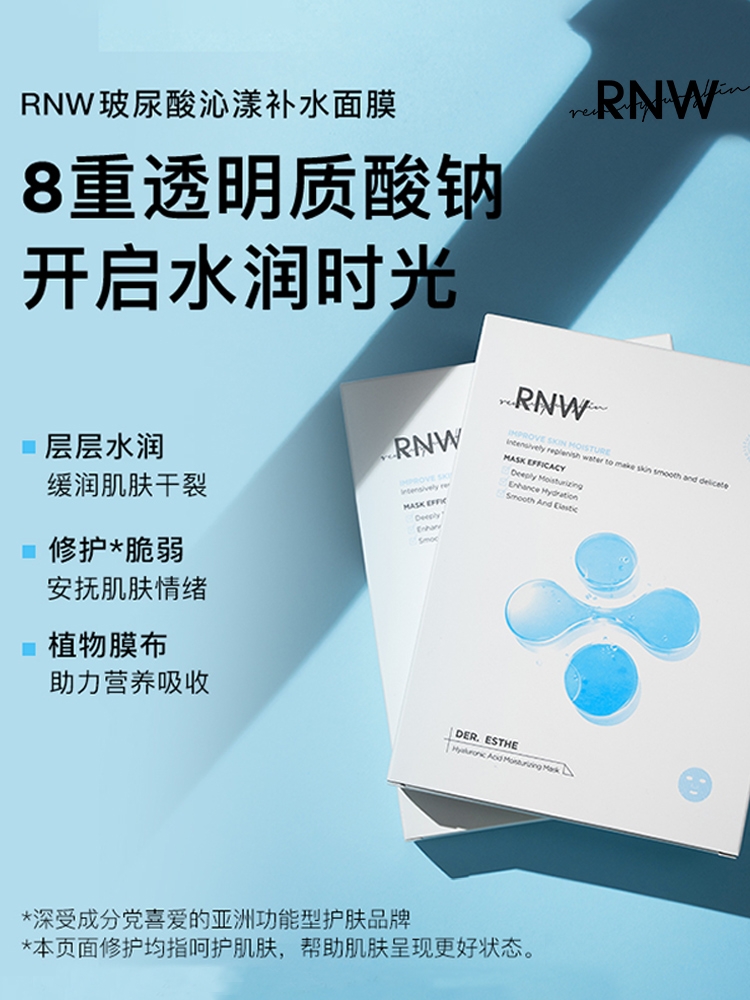 RNW玻尿酸沁漾补水面膜
RNW
8重透明质酸钠
开启水润时光
层层水润
缓润肌肤干裂
修护*脆弱
安抚肌肤情绪
植物膜布
助力营养吸收
RNW
IMPROVE SKIN MOISTURE
Intensively replenish water to make skin smooth and delicate
MASK EFFICACY
Deeply Moisturizing
Enhance Hydration
Smooth And Elastic
DER. ESTHE
Hyaluronic Acid Moisturizing Mask
RNW
IMPROVE
MASK
*深受成分党喜爱的亚洲功能型护肤品牌
*本页面修护均指呵护肌肤，帮助肌肤呈现更好状态。